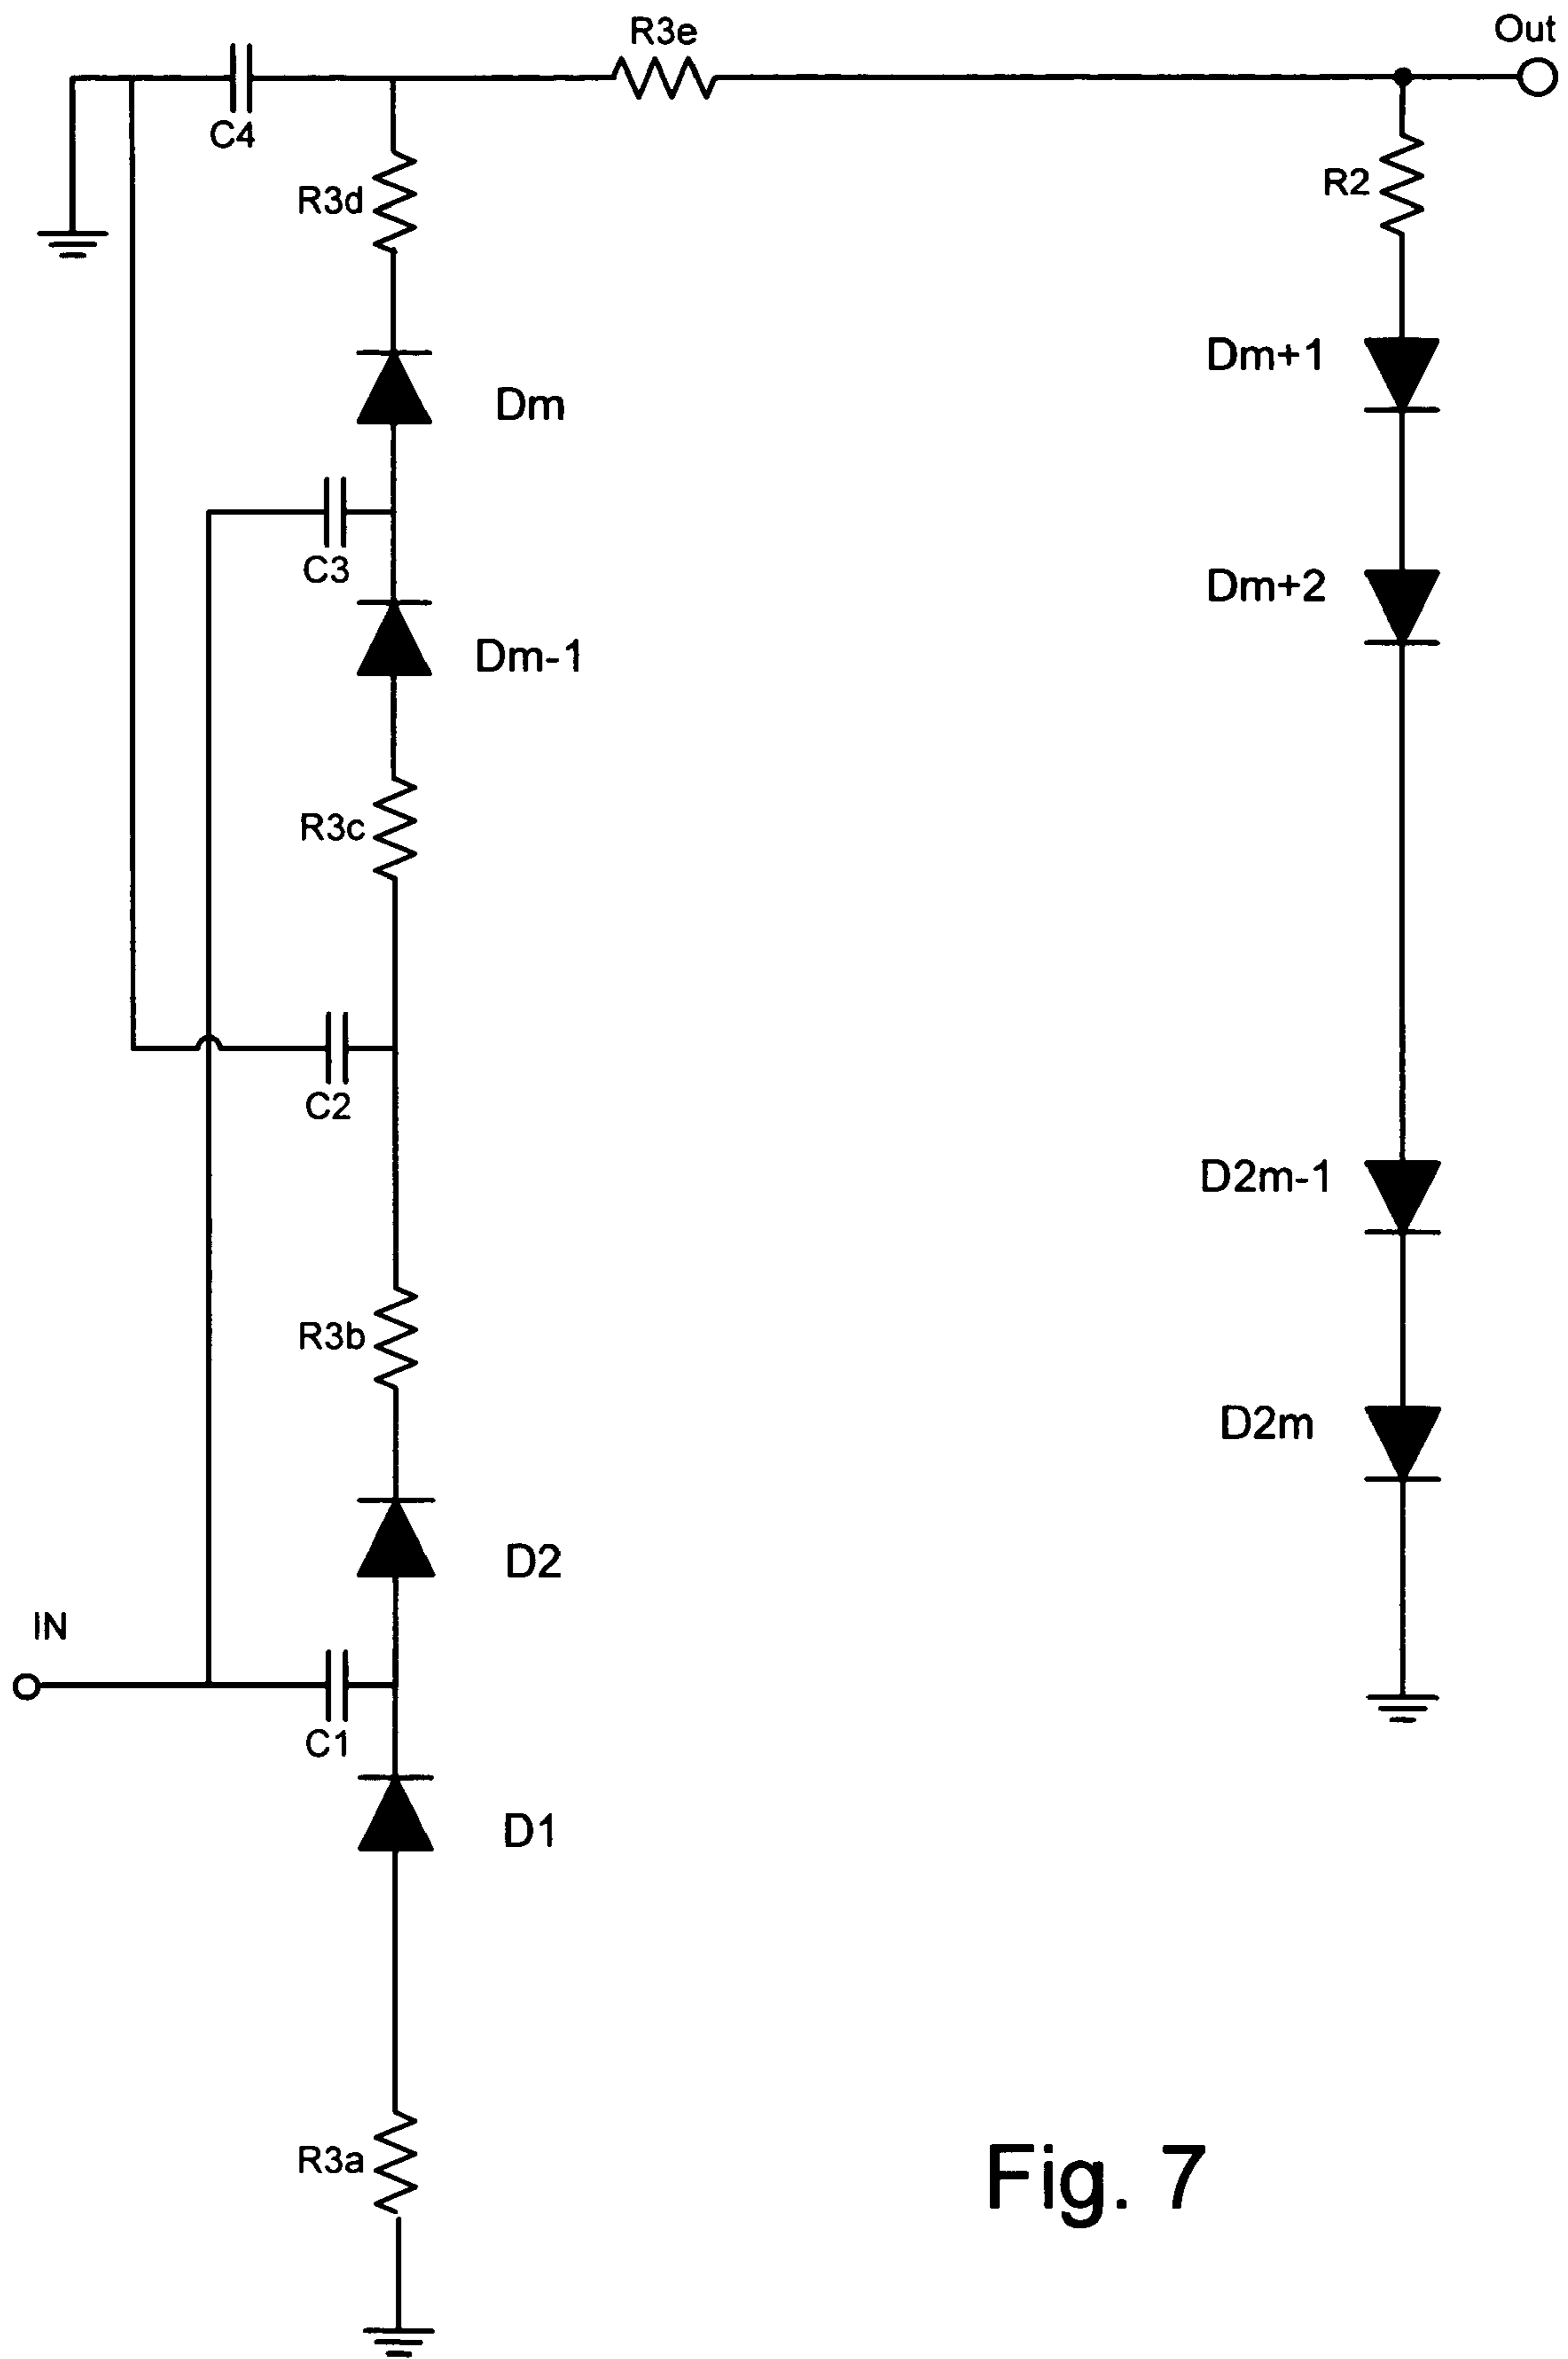 R3e
Out
C4
R3d
R2
Dm+1
Dm
C3
Dm+2
Dm-1
R3c
C2
D2m-1
R3b
D2m
D2
IN
C1
D1
R3a
Fig. 7